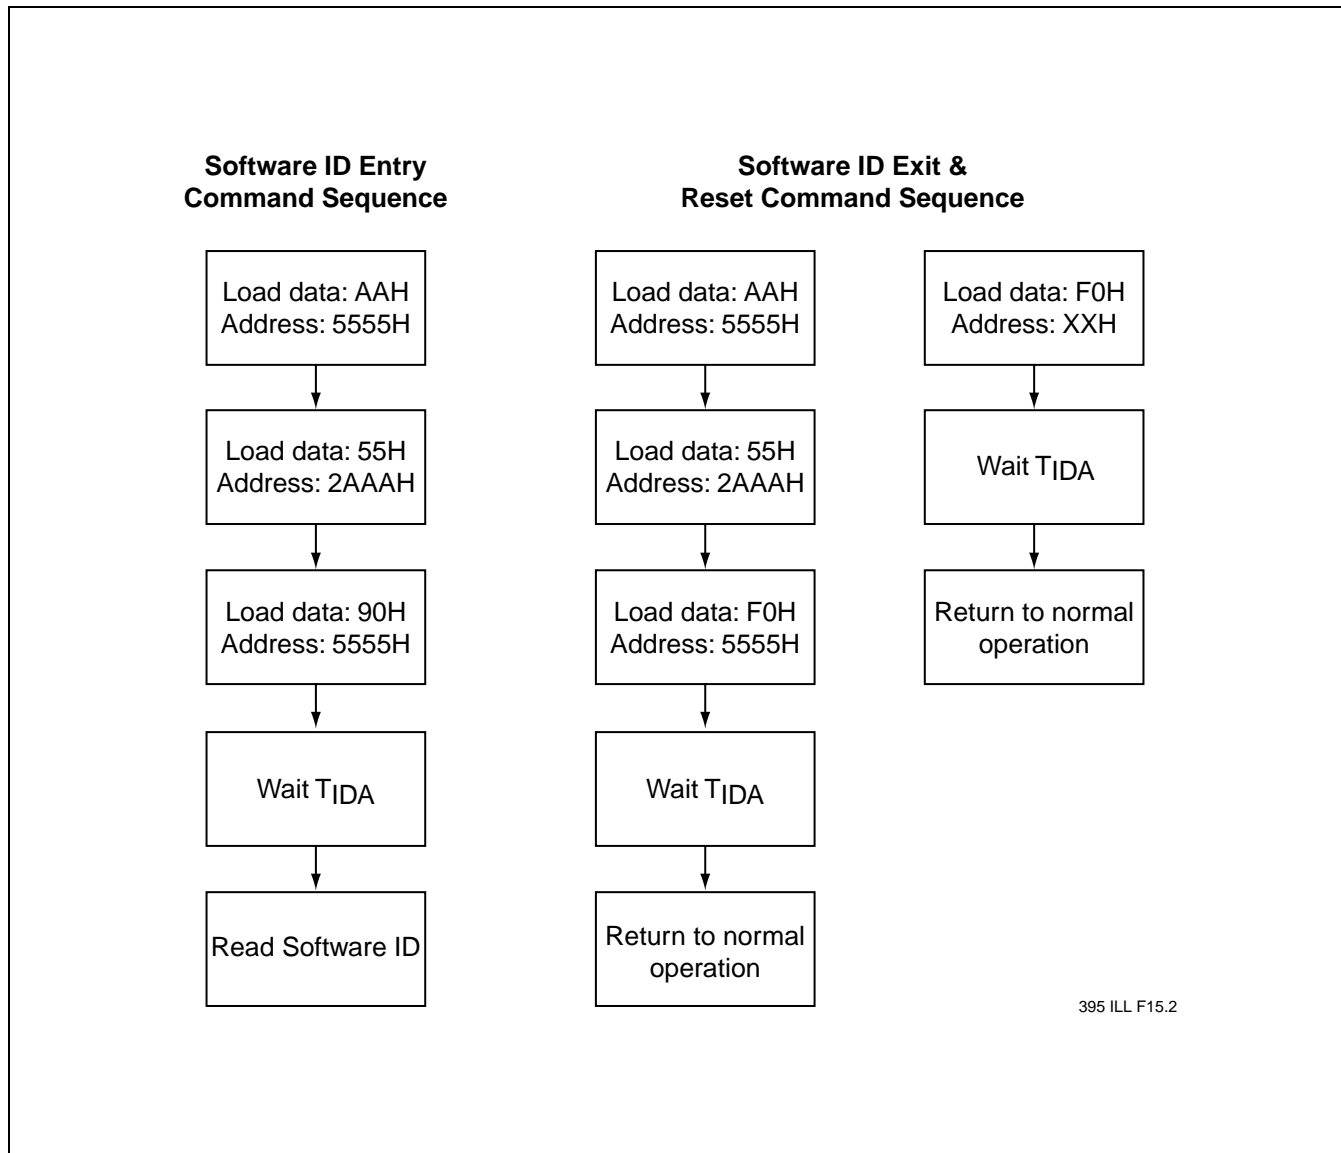 Software ID Entry
Command Sequence
Load data: AAH
Address: 5555H
Load data: 55H
Address: 2AAAH
Load data: 90H
Address: 5555H
Wait TIDA
Read Software ID
Software ID Exit &
Reset Command Sequence
Load data: AAH
Address: 5555H
Load data: 55H
Address: 2AAAH
Load data: F0H
Address: 5555H
Wait TIDA
Return to normal
operation
Load data: F0H
Address: XXH
Wait TIDA
Return to normal
operation
395 ILL F15.2